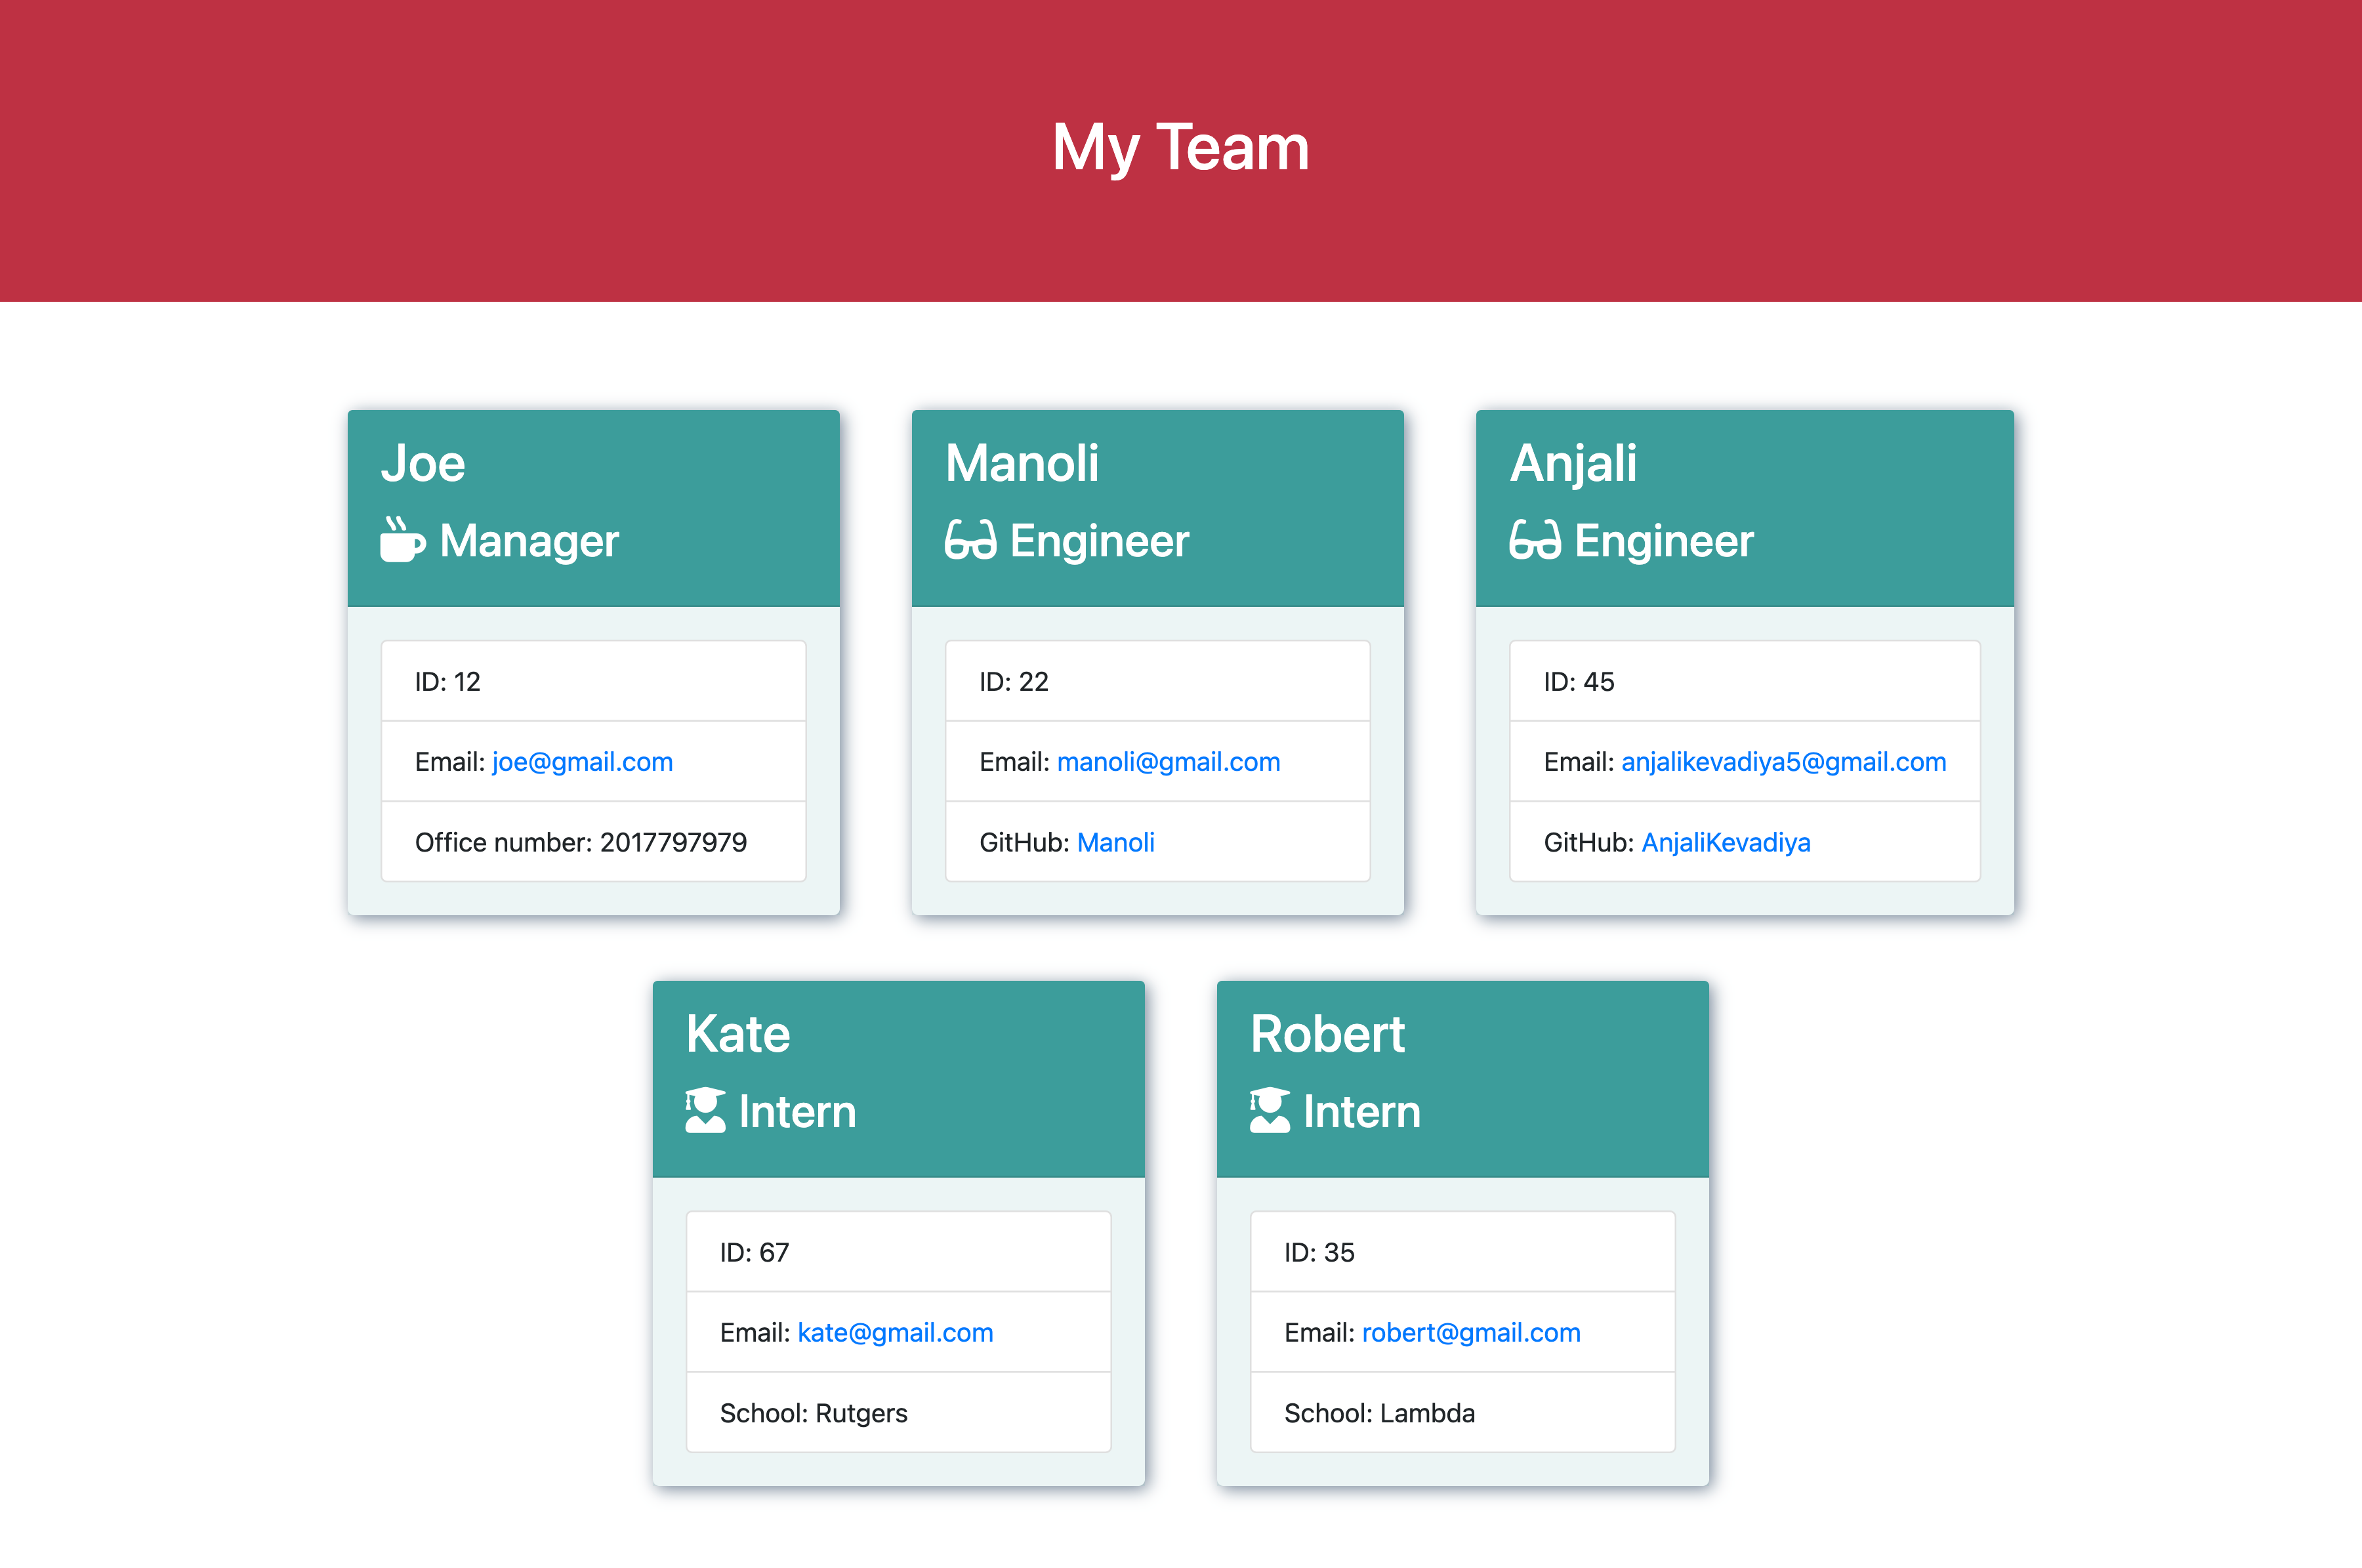 My Team
Joe
Manager
ID: 12
Email: joe@gmail.com
Office number: 2017797979
Manoli
Engineer
ID: 22
Email: manoli@gmail.com
GitHub: Manoli
Anjali
Engineer
ID: 45
Email: anjalikevadiya5@gmail.com
GitHub: AnjaliKevadiya
Kate
Intern
ID: 67
Email: kate@gmail.com
School: Rutgers
Robert
Intern
ID: 35
Email: robert@gmail.com
School: Lambda